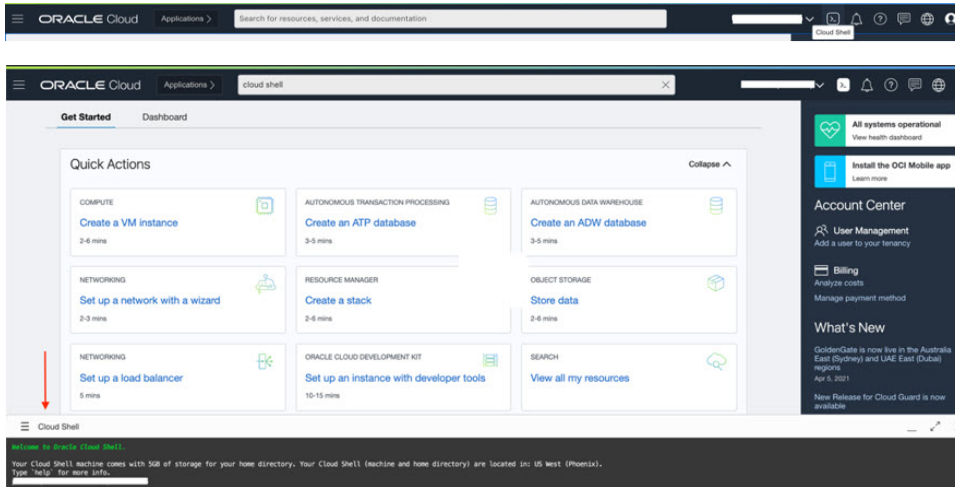 ORACLE Cloud Applications > Search for resources, services, and documentation
Cloud Shell
ORACLE Cloud Applications > cloud shell
Get Started Dashboard
Quick Actions Collapse
COMPUTE
Create a VM instance
2-6 mins
AUTONOMOUS TRANSACTION PROCESSING
Create an ATP database
3-5 mins
AUTONOMOUS DATA WAREHOUSE
Create an ADW database
3-5 mins
NETWORKING
Set up a network with a wizard
2-3 mins
RESOURCE MANAGER
Create a stack
2-6 mins
OBJECT STORAGE
Store data
2-6 mins
NETWORKING
Set up a load balancer
5 mins
ORACLE CLOUD DEVELOPMENT KIT
Set up an instance with developer tools
10-15 mins
SEARCH
View all my resources
All systems operational
View health dashboard
Install the OCI Mobile app
Learn more
Account Center
User Management
Add a user to your tenancy
Billing
Analyze costs
Manage payment method
What's New
GoldenGate is now live in the Australia
East (Sydney) and UAE East (Dubai)
regions
Apr 5, 2021
New Release for Cloud Guard is now
available
Cloud Shell
Welcome to Oracle Cloud Shell.
Your Cloud Shell machine comes with 5GB of storage for your home directory. Your Cloud Shell (machine and home directory) are located in: US West (Phoenix).
Type `help` for more info.